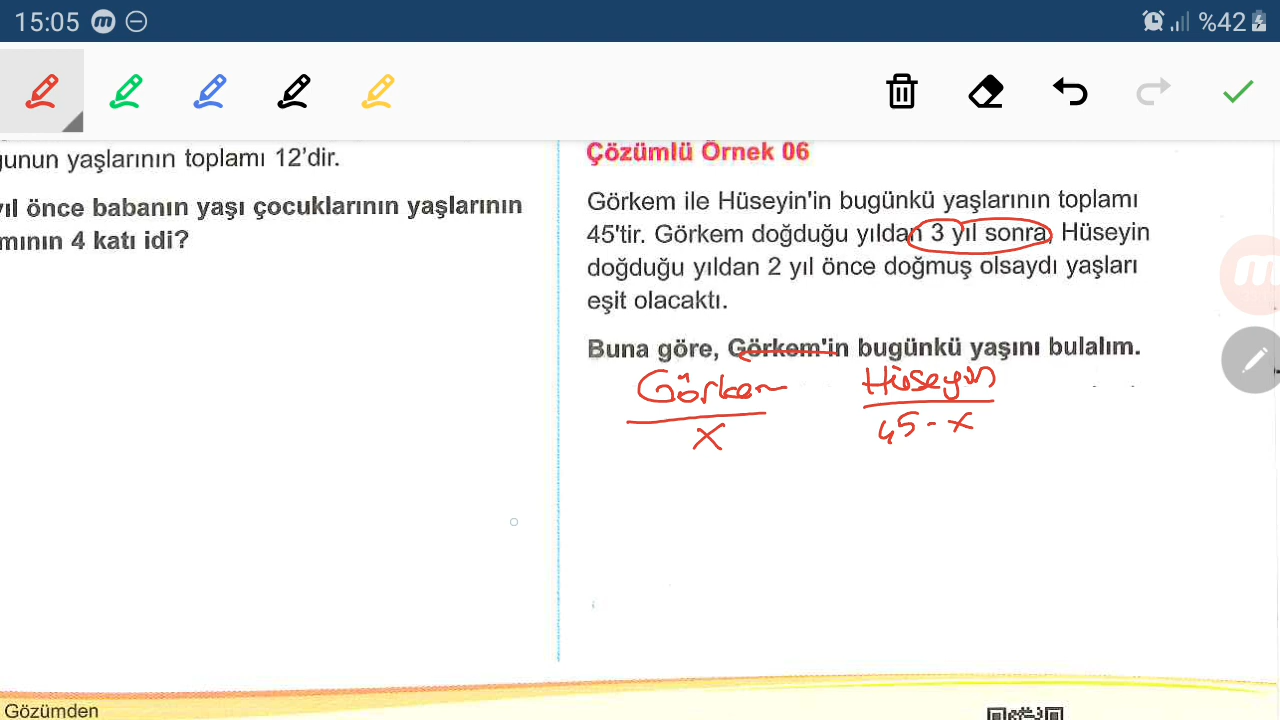 15:05
%42
gunun yaşlarının toplamı 12'dir.
yıl önce babanın yaşı çocuklarının yaşlarının
mının 4 katı idi?
Çözümlü Örnek 06
Görkem ile Hüseyin'in bugünkü yaşlarının toplamı
45'tir. Görkem doğduğu yıldan 3 yıl sonra, Hüseyin
doğduğu yıldan 2 yıl önce doğmuş olsaydı yaşları
eşit olacaktı.
Buna göre, Görkem'in bugünkü yaşını bulalım.
Görkem Hüseyin
x 45-x
Gözümden